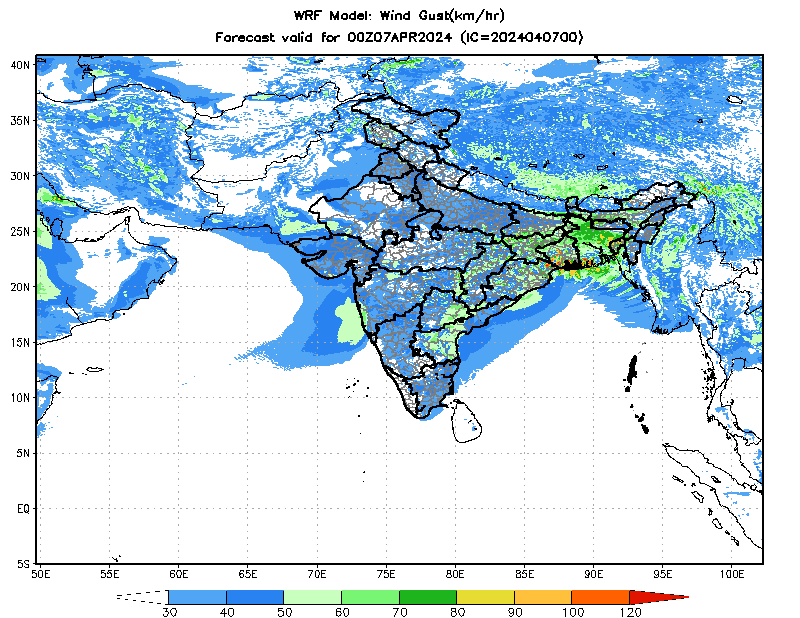 WRF Model: Wind Gust(km/hr)
Forecast valid for 00Z07APR2024 (IC=2024040700)
40N
35N
30N
25N
20N
15N
10N
5N
EQ
5S
50E 55E 60E 65E 70E 75E 80E 85E 90E 95E 100E
30 40 50 60 70 80 90 100 120